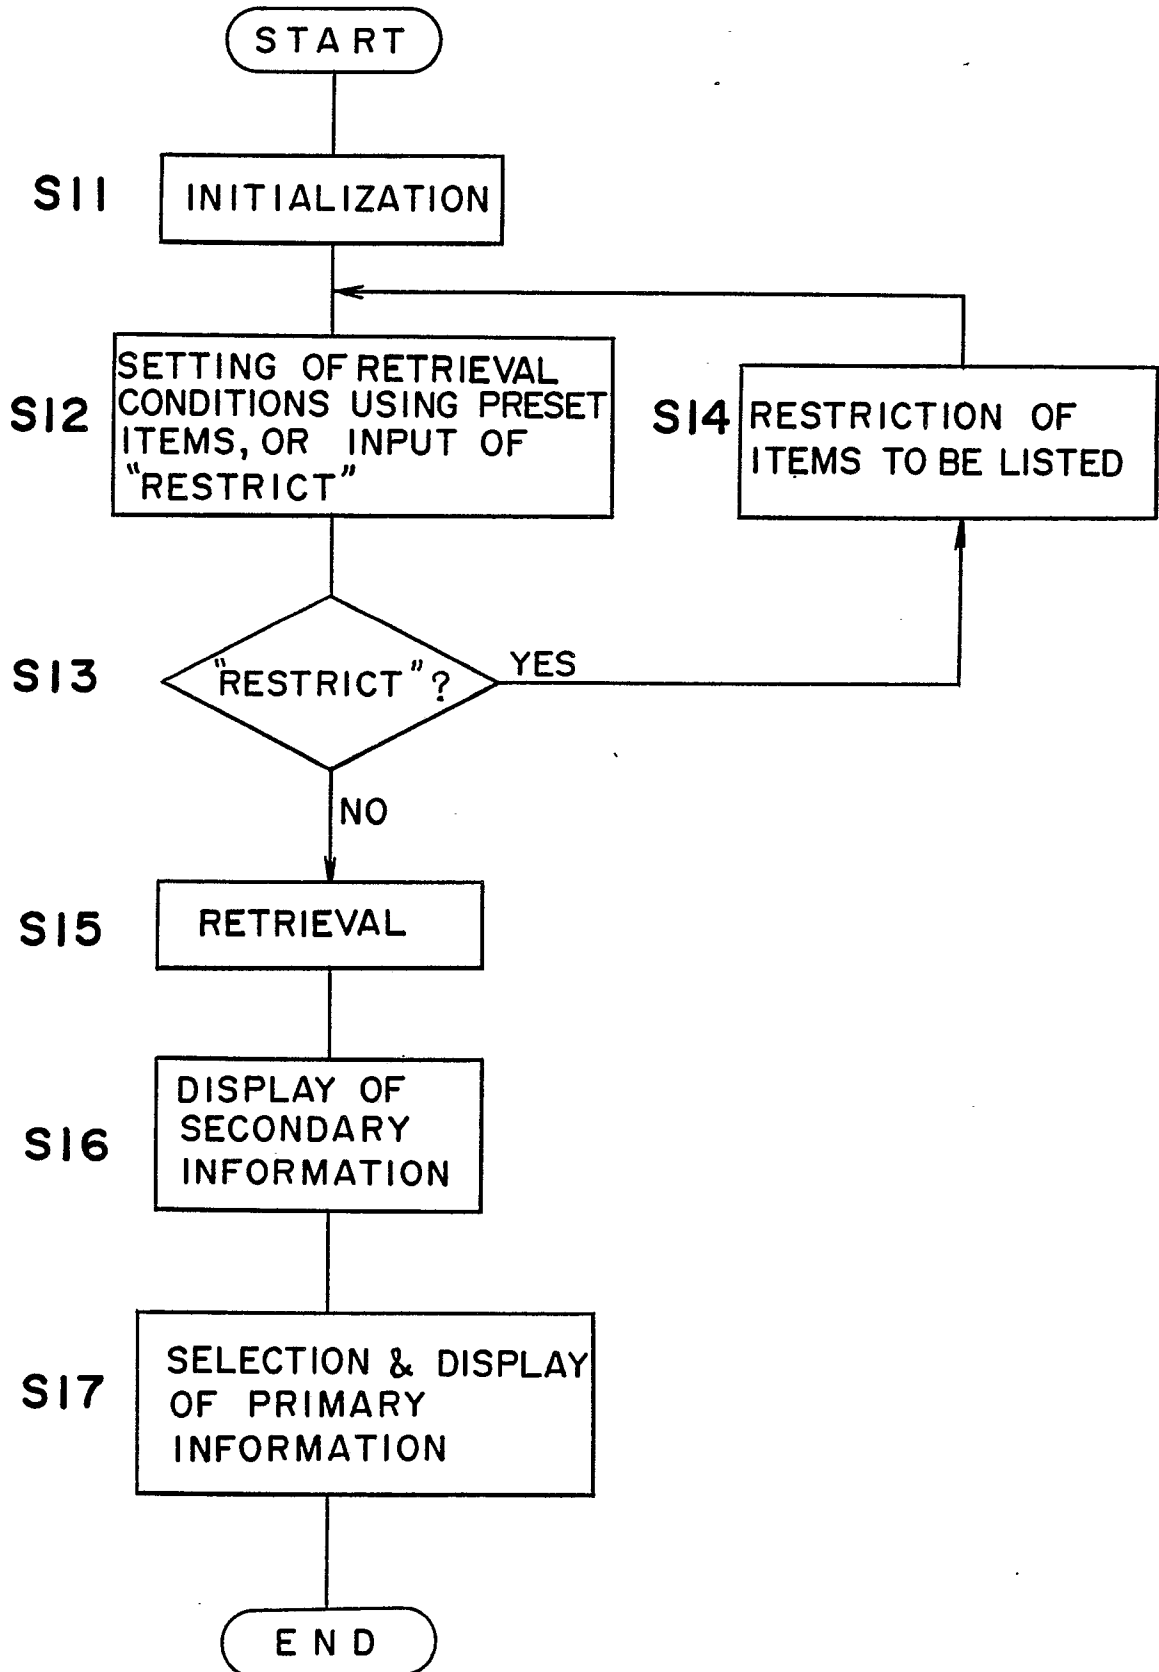 START
S11
INITIALIZATION
S12
SETTING OF RETRIEVAL
CONDITIONS USING PRESET
ITEMS, OR INPUT OF
"RESTRICT"
S14
RESTRICTION OF
ITEMS TO BE LISTED
S13
"RESTRICT"?
YES
NO
S15
RETRIEVAL
S16
DISPLAY OF
SECONDARY
INFORMATION
S17
SELECTION & DISPLAY
OF PRIMARY
INFORMATION
END